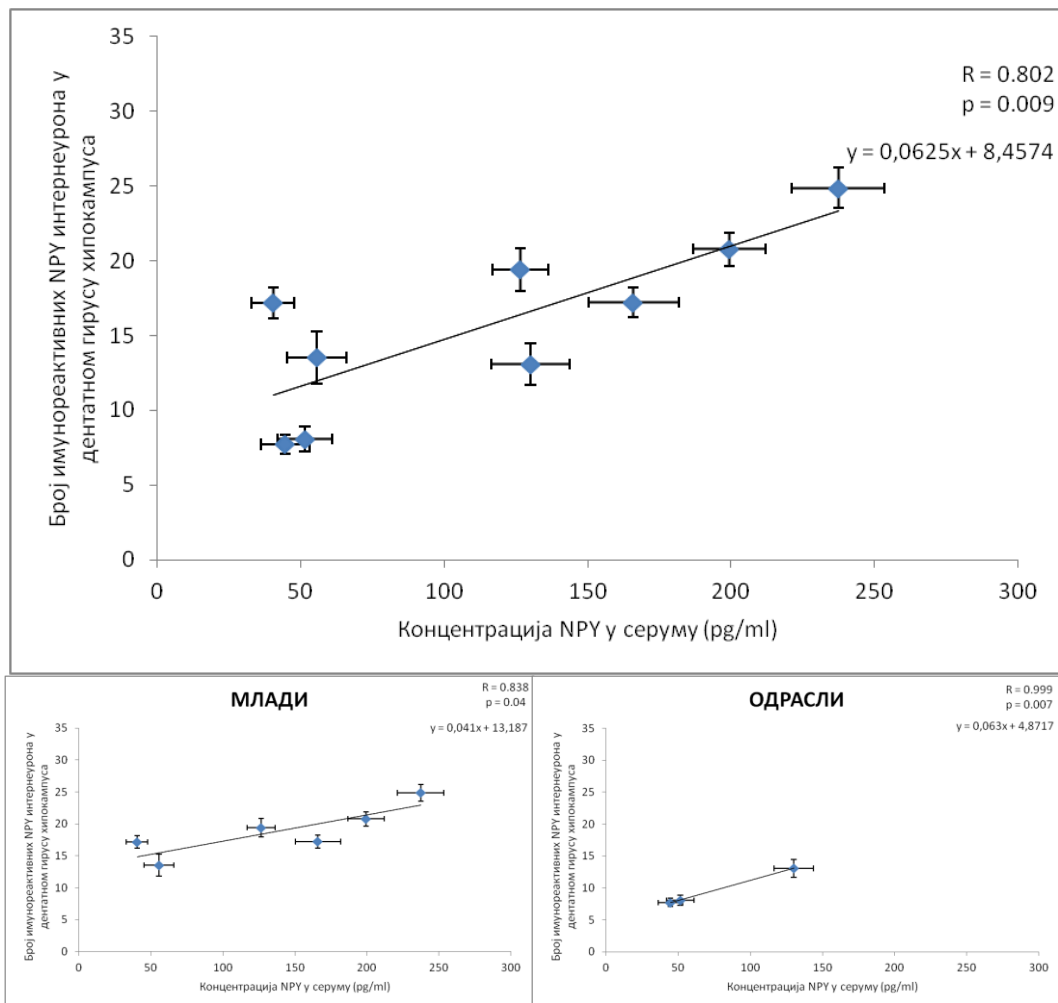 Број имунореактивних NPY интернеурона у
дентатном гирусу хипокампуса
35
30
25
20
15
10
5
0
R = 0.802
p = 0.009
y = 0,0625x + 8,4574
0 50 100 150 200 250 300
Концентрација NPY у серуму (pg/ml)
МЛАДИ
R = 0.838
p = 0.04
y = 0,041x + 13,187
Број имунореактивних NPY интернеурона у
дентатном гирусу хипокампуса
35
30
25
20
15
10
5
0
0 50 100 150 200 250 300
Концентрација NPY у серуму (pg/ml)
ОДРАСЛИ
R = 0.999
p = 0.007
y = 0,063x + 4,8717
Број имунореактивних NPY интернеурона у
дентатном гирусу хипокампуса
35
30
25
20
15
10
5
0
0 50 100 150 200 250 300
Концентрација NPY у серуму (pg/ml)